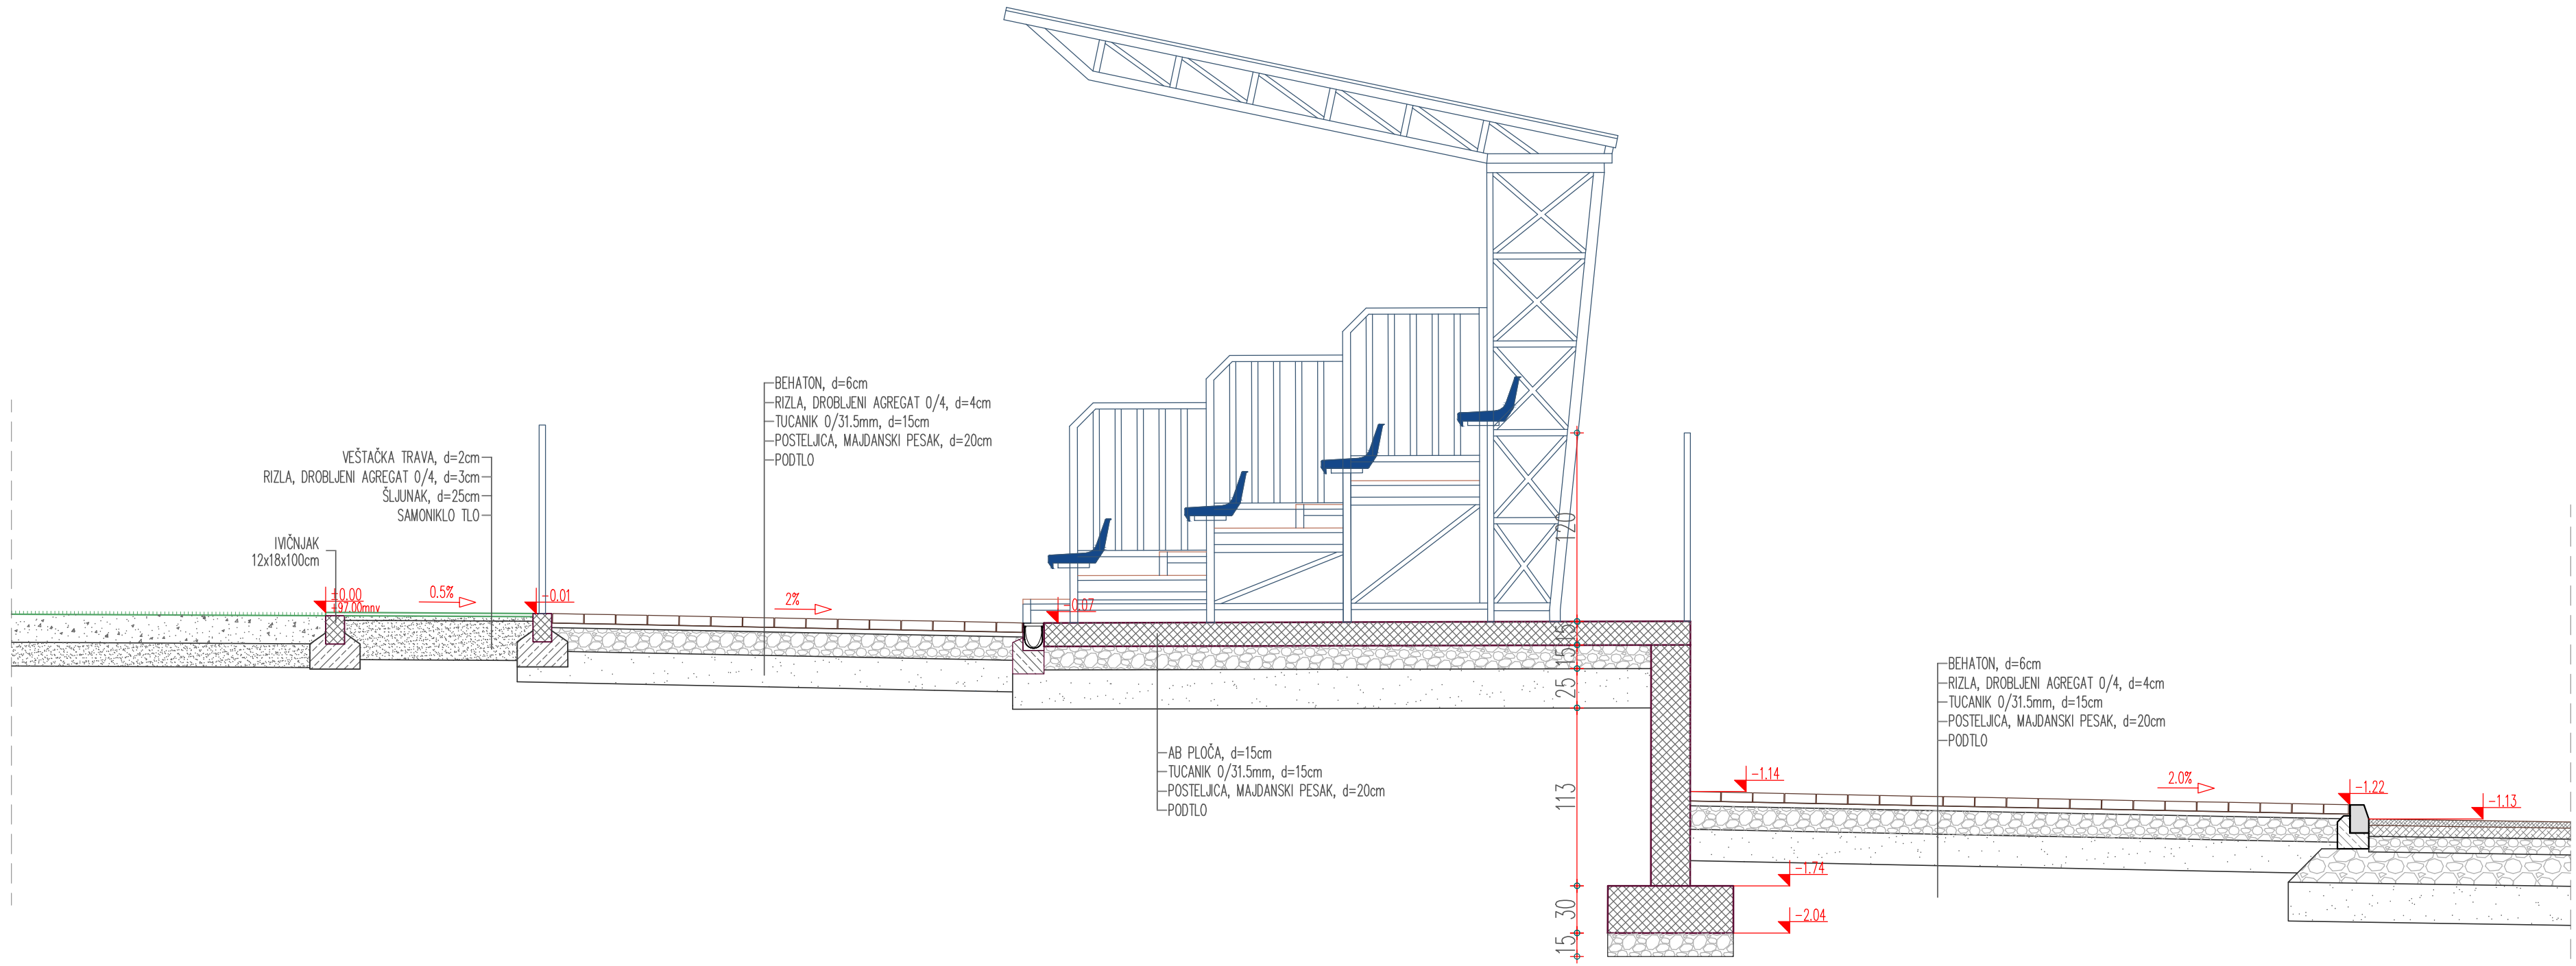 BEHATON, d=6cm
RIZLA, DROBLJENI AGREGAT 0/4, d=4cm
TUCANIK 0/31.5mm, d=15cm
POSTELJICA, MAJDANSKI PESAK, d=20cm
PODTLO
VEŠTAČKA TRAVA, d=2cm
RIZLA, DROBLJENI AGREGAT 0/4, d=3cm
ŠLJUNAK, d=25cm
SAMONIKLO TLO
IVIČNJAK
12x18x100cm
±0.00
+97.00mnv
0.5%
-0.01
2%
-0.07
120
15
15
25
113
30
15
AB PLOČA, d=15cm
TUCANIK 0/31.5mm, d=15cm
POSTELJICA, MAJDANSKI PESAK, d=20cm
PODTLO
BEHATON, d=6cm
RIZLA, DROBLJENI AGREGAT 0/4, d=4cm
TUCANIK 0/31.5mm, d=15cm
POSTELJICA, MAJDANSKI PESAK, d=20cm
PODTLO
-1.14
2.0%
-1.22
-1.13
-1.74
-2.04